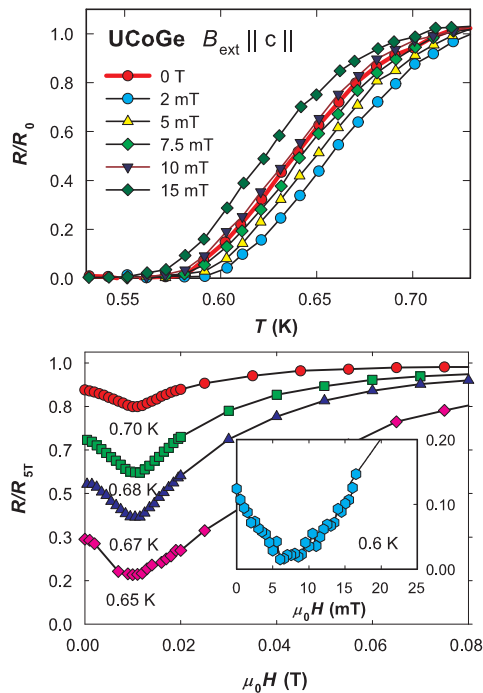 UCoGe B_ext || c ||
0 T
2 mT
5 mT
7.5 mT
10 mT
15 mT
R/R_0
1.0
0.8
0.6
0.4
0.2
0.0
0.55 0.60 0.65 0.70
T (K)
R/R_5T
1.0
0.8
0.7
0.5
0.3
0.2
0.0
0.70 K
0.68 K
0.67 K
0.65 K
0.20
0.10
0.00
0.6 K
0 5 10 15 20 25
μ_0H (mT)
0.00 0.02 0.04 0.06 0.08
μ_0H (T)